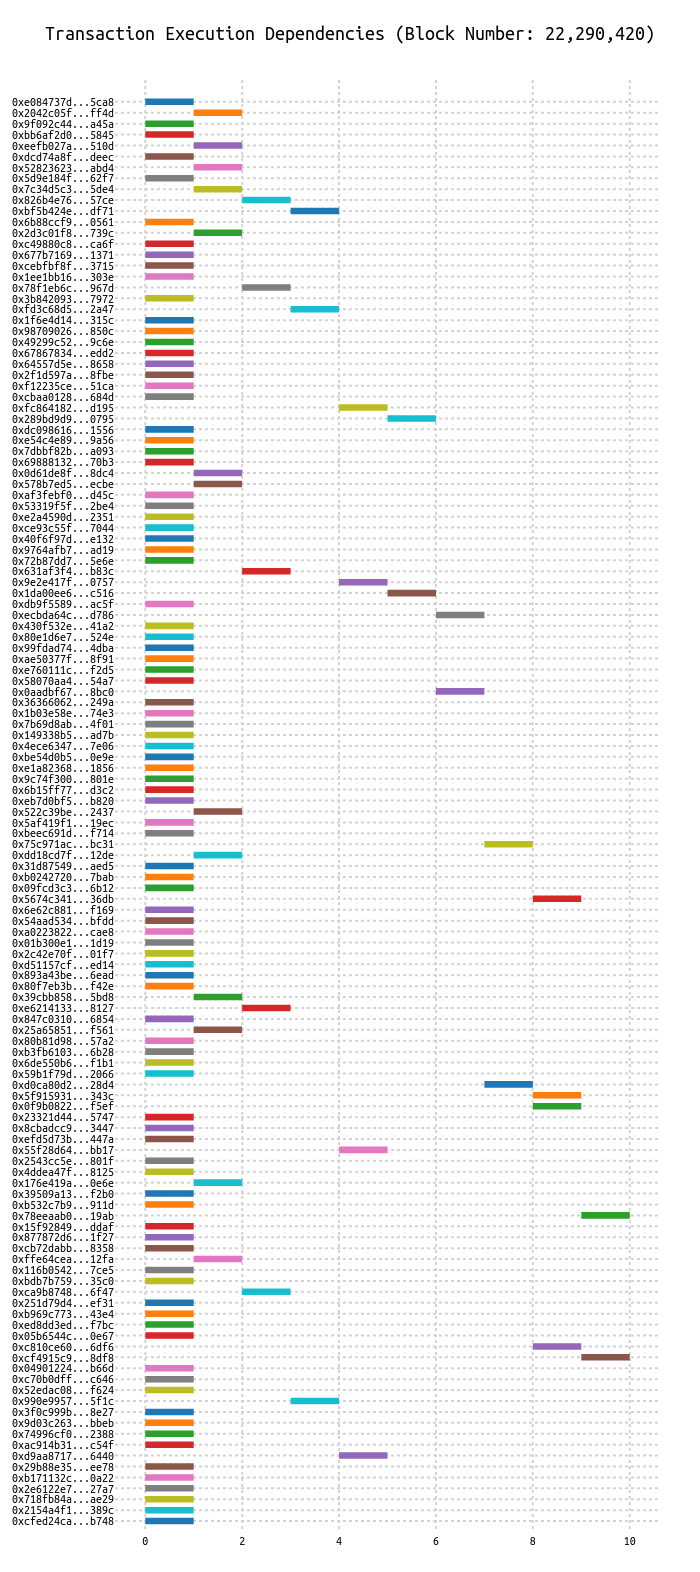 Transaction Execution Dependencies (Block Number: 22,290,420)
0xe084737d...5ca8
0x2042c05f...ff4d
0x9f092c44...a45a
0xbb6af2d0...5845
0xeefb027a...510d
0xdcd74a8f...deec
0x52823623...abd4
0x5d9e184f...62f7
0x7c34d5c3...5de4
0x826b4e76...57ce
0xbf5b424e...df71
0x6b88ccf9...0561
0x2d3c01f8...739c
0xc49880c8...ca6f
0x677b7169...1371
0xcebfbf8f...3715
0x1ee1bb16...303e
0x78f1eb6c...967d
0x3b842093...7972
0xfd3c68d5...2a47
0x1f6e4d14...315c
0x98709026...850c
0x49299c52...9c6e
0x67867834...edd2
0x64557d5e...8658
0x2f1d597a...8fbe
0xf12235ce...51ca
0xcbaa0128...684d
0xfc864182...d195
0x289bd9d9...0795
0xdc098616...1556
0xe54c4e89...9a56
0x7dbbf82b...a093
0x69888132...70b3
0x0d61de8f...8dc4
0x578b7ed5...ecbe
0xaf3febf0...d45c
0x53319f5f...2be4
0xe2a4590d...2351
0xce93c55f...7044
0x40f6f97d...e132
0x9764afb7...ad19
0x72b87dd7...5e6e
0x631af3f4...b83c
0x9e2e417f...0757
0x1da00ee6...c516
0xdb9f5589...ac5f
0xecbda64c...d786
0x430f532e...41a2
0x80e1d6e7...524e
0x99fdad74...4dba
0xae50377f...8f91
0xe760111c...f2d5
0x58070aa4...54a7
0x0aadbf67...8bc0
0x36366062...249a
0x1b03e58e...74e3
0x7b69d8ab...4f01
0x149338b5...ad7b
0x4ece6347...7e06
0xbe54d0b5...0e9e
0xe1a82368...1856
0x9c74f300...801e
0x6b15ff77...d3c2
0xeb7d0bf5...b820
0x522c39be...2437
0x5af419f1...19ec
0xbeec691d...f714
0x75c971ac...bc31
0xdd18cd7f...12de
0x31d87549...aed5
0xb0242720...7bab
0x09fcd3c3...6b12
0x5674c341...36db
0x6e62c881...f169
0x54aad534...bfdd
0xa0223822...cae8
0x01b300e1...1d19
0x2c42e70f...01f7
0xd51157cf...ed14
0x893a43be...6ead
0x80f7eb3b...f42e
0x39cbb858...5bd8
0xe6214133...8127
0x847c0310...6854
0x25a65851...f561
0x80b81d98...57a2
0xb3fb6103...6b28
0x6de550b6...f1b1
0x59b1f79d...2066
0xd0ca80d2...28d4
0x5f915931...343c
0x0f9b0822...f5ef
0x23321d44...5747
0x8cbadcc9...3447
0xefd5d73b...447a
0x55f28d64...bb17
0x2543cc5e...801f
0x4ddea47f...8125
0x176e419a...0e6e
0x39509a13...f2b0
0xb532c7b9...911d
0x78eeaab0...19ab
0x15f92849...ddaf
0x877872d6...1f27
0xcb72dabb...8358
0xffe64cea...12fa
0x116b0542...7ce5
0xbdb7b759...35c0
0xca9b8748...6f47
0x251d79d4...ef31
0xb969c773...43e4
0xed8dd3ed...f7bc
0x05b6544c...0e67
0xc810ce60...6df6
0xcf4915c9...8df8
0x04901224...b66d
0xc70b0dff...c646
0x52edac08...f624
0x990e9957...5f1c
0x3f0c999b...8e27
0x9d03c263...bbeb
0x74996cf0...2388
0xac914b31...c54f
0xd9aa8717...6440
0x29b88e35...ee78
0xb171132c...0a22
0x2e6122e7...27a7
0x718fb84a...ae29
0x2154a4f1...389c
0xcfed24ca...b748
0 2 4 6 8 10